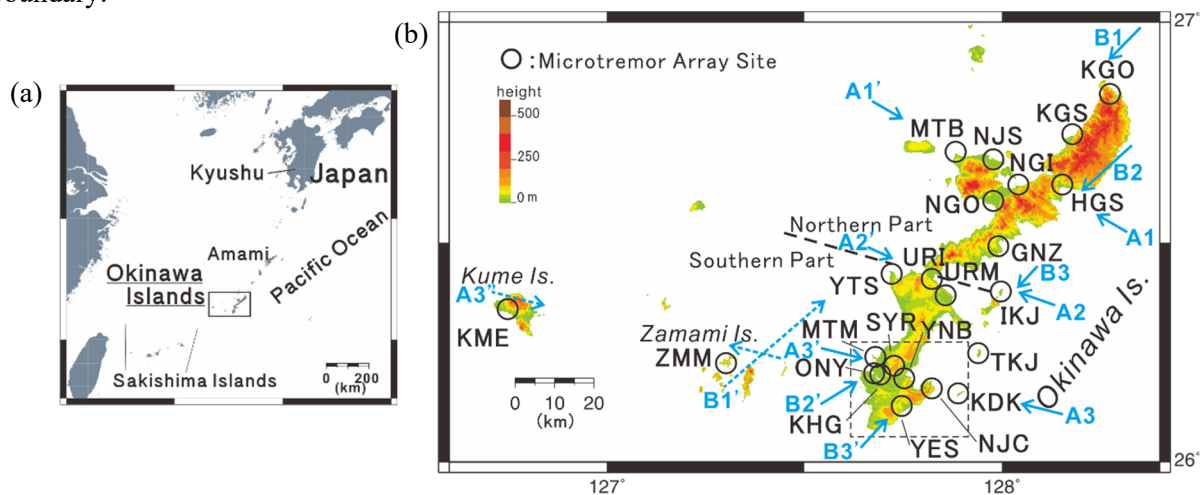 oundary.
(a)
Kyushu
Japan
Amami
Pacific Ocean
Okinawa
Islands
Sakishima Islands
0 200
(km)
(b)
27°
: Microtremor Array Site
height
500
250
0 m
B1
KGO
A1'
KGS
MTB
NJS
NGI
B2
NGO
HGS
A1
Northern Part
Southern Part
A2'
GNZ
URI
URM
B3
YTS
A2
IKJ
Kume Is.
A3''
KME
Zamami Is.
ZMM
MTM
SYR
YNB
A3'
ONY
TKJ
B1'
B2'
KHG
KDK
A3
Okinawa Is.
B3'
YES
NJC
0 10 20
(km)
26°
127°
128°